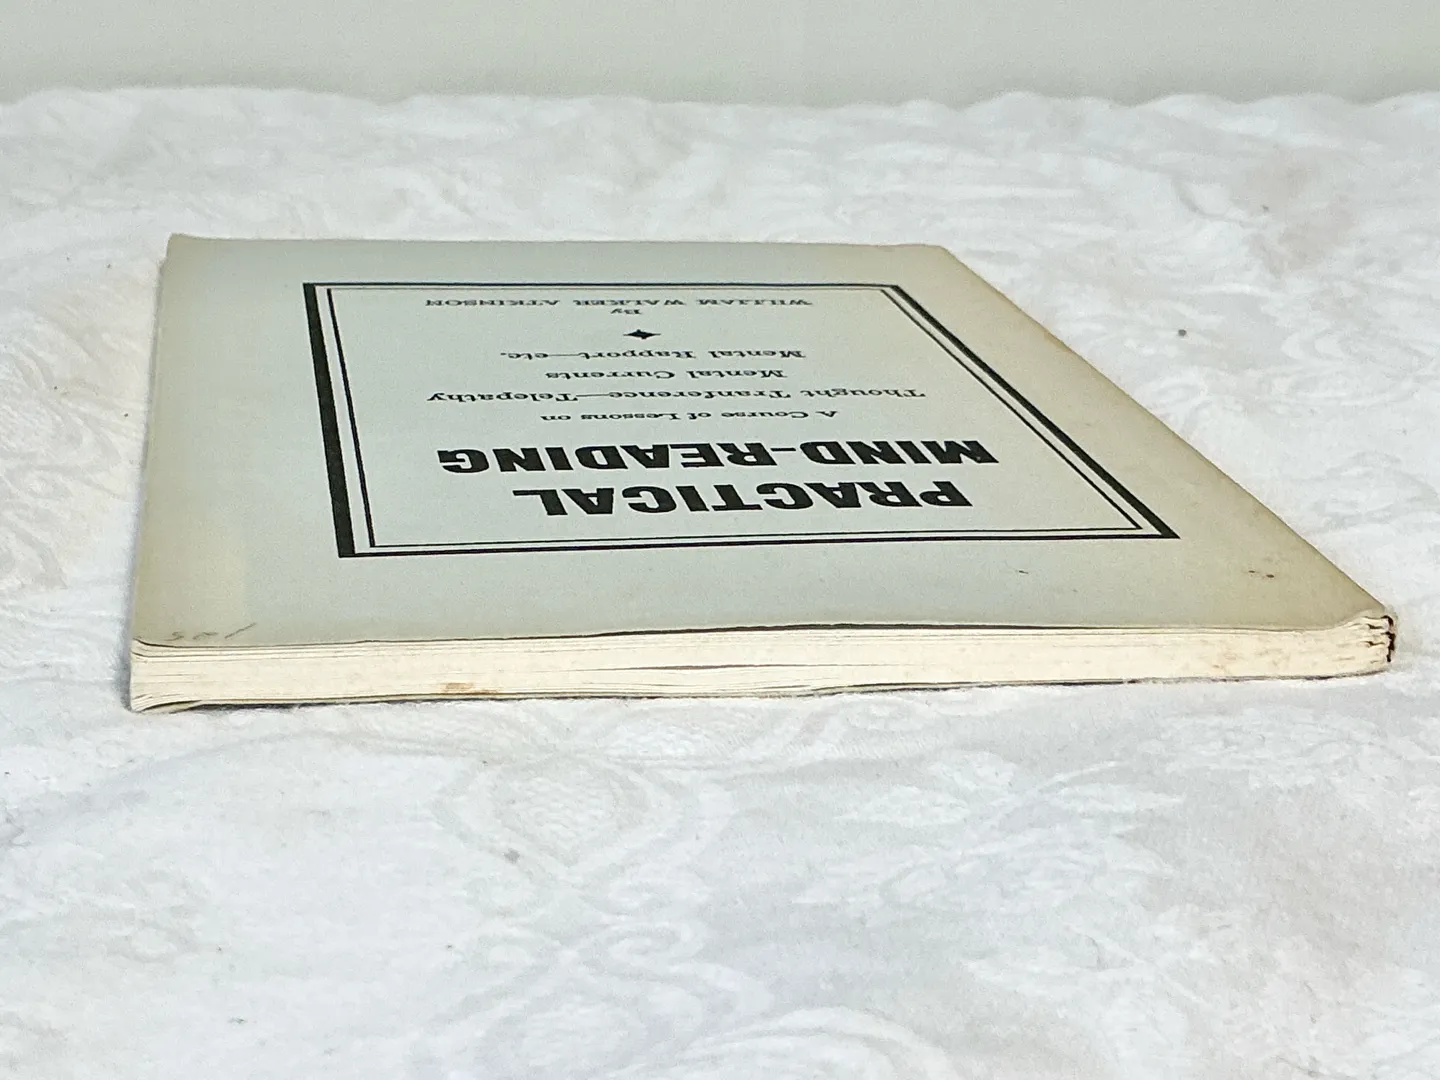 PRACTICAL
MIND-READING
A Course of Lessons on
Thought Tranference—Telepathy
Mental Currents
Mental Rapport—etc.
By
WILLIAM WALKER ATKINSON